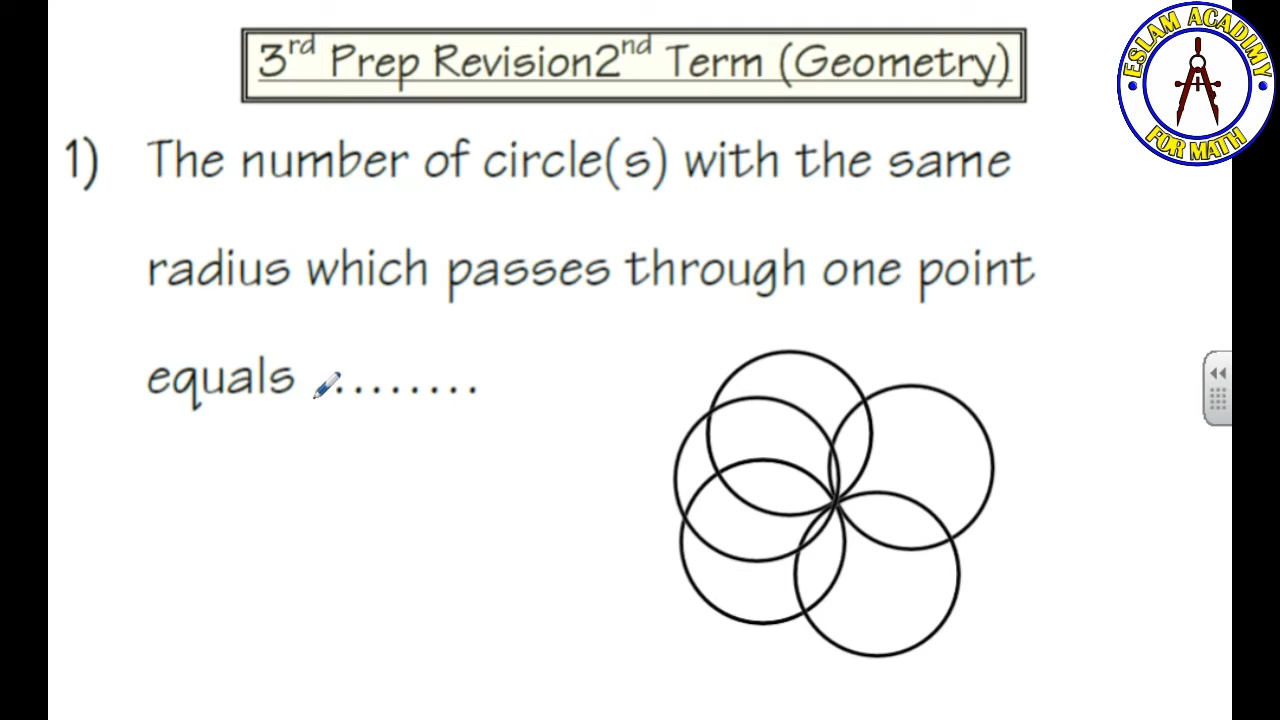 3rd Prep Revision2nd Term (Geometry)
ESLAM ACADIMY
FOR MATH
1) The number of circle(s) with the same
radius which passes through one point
equals .........